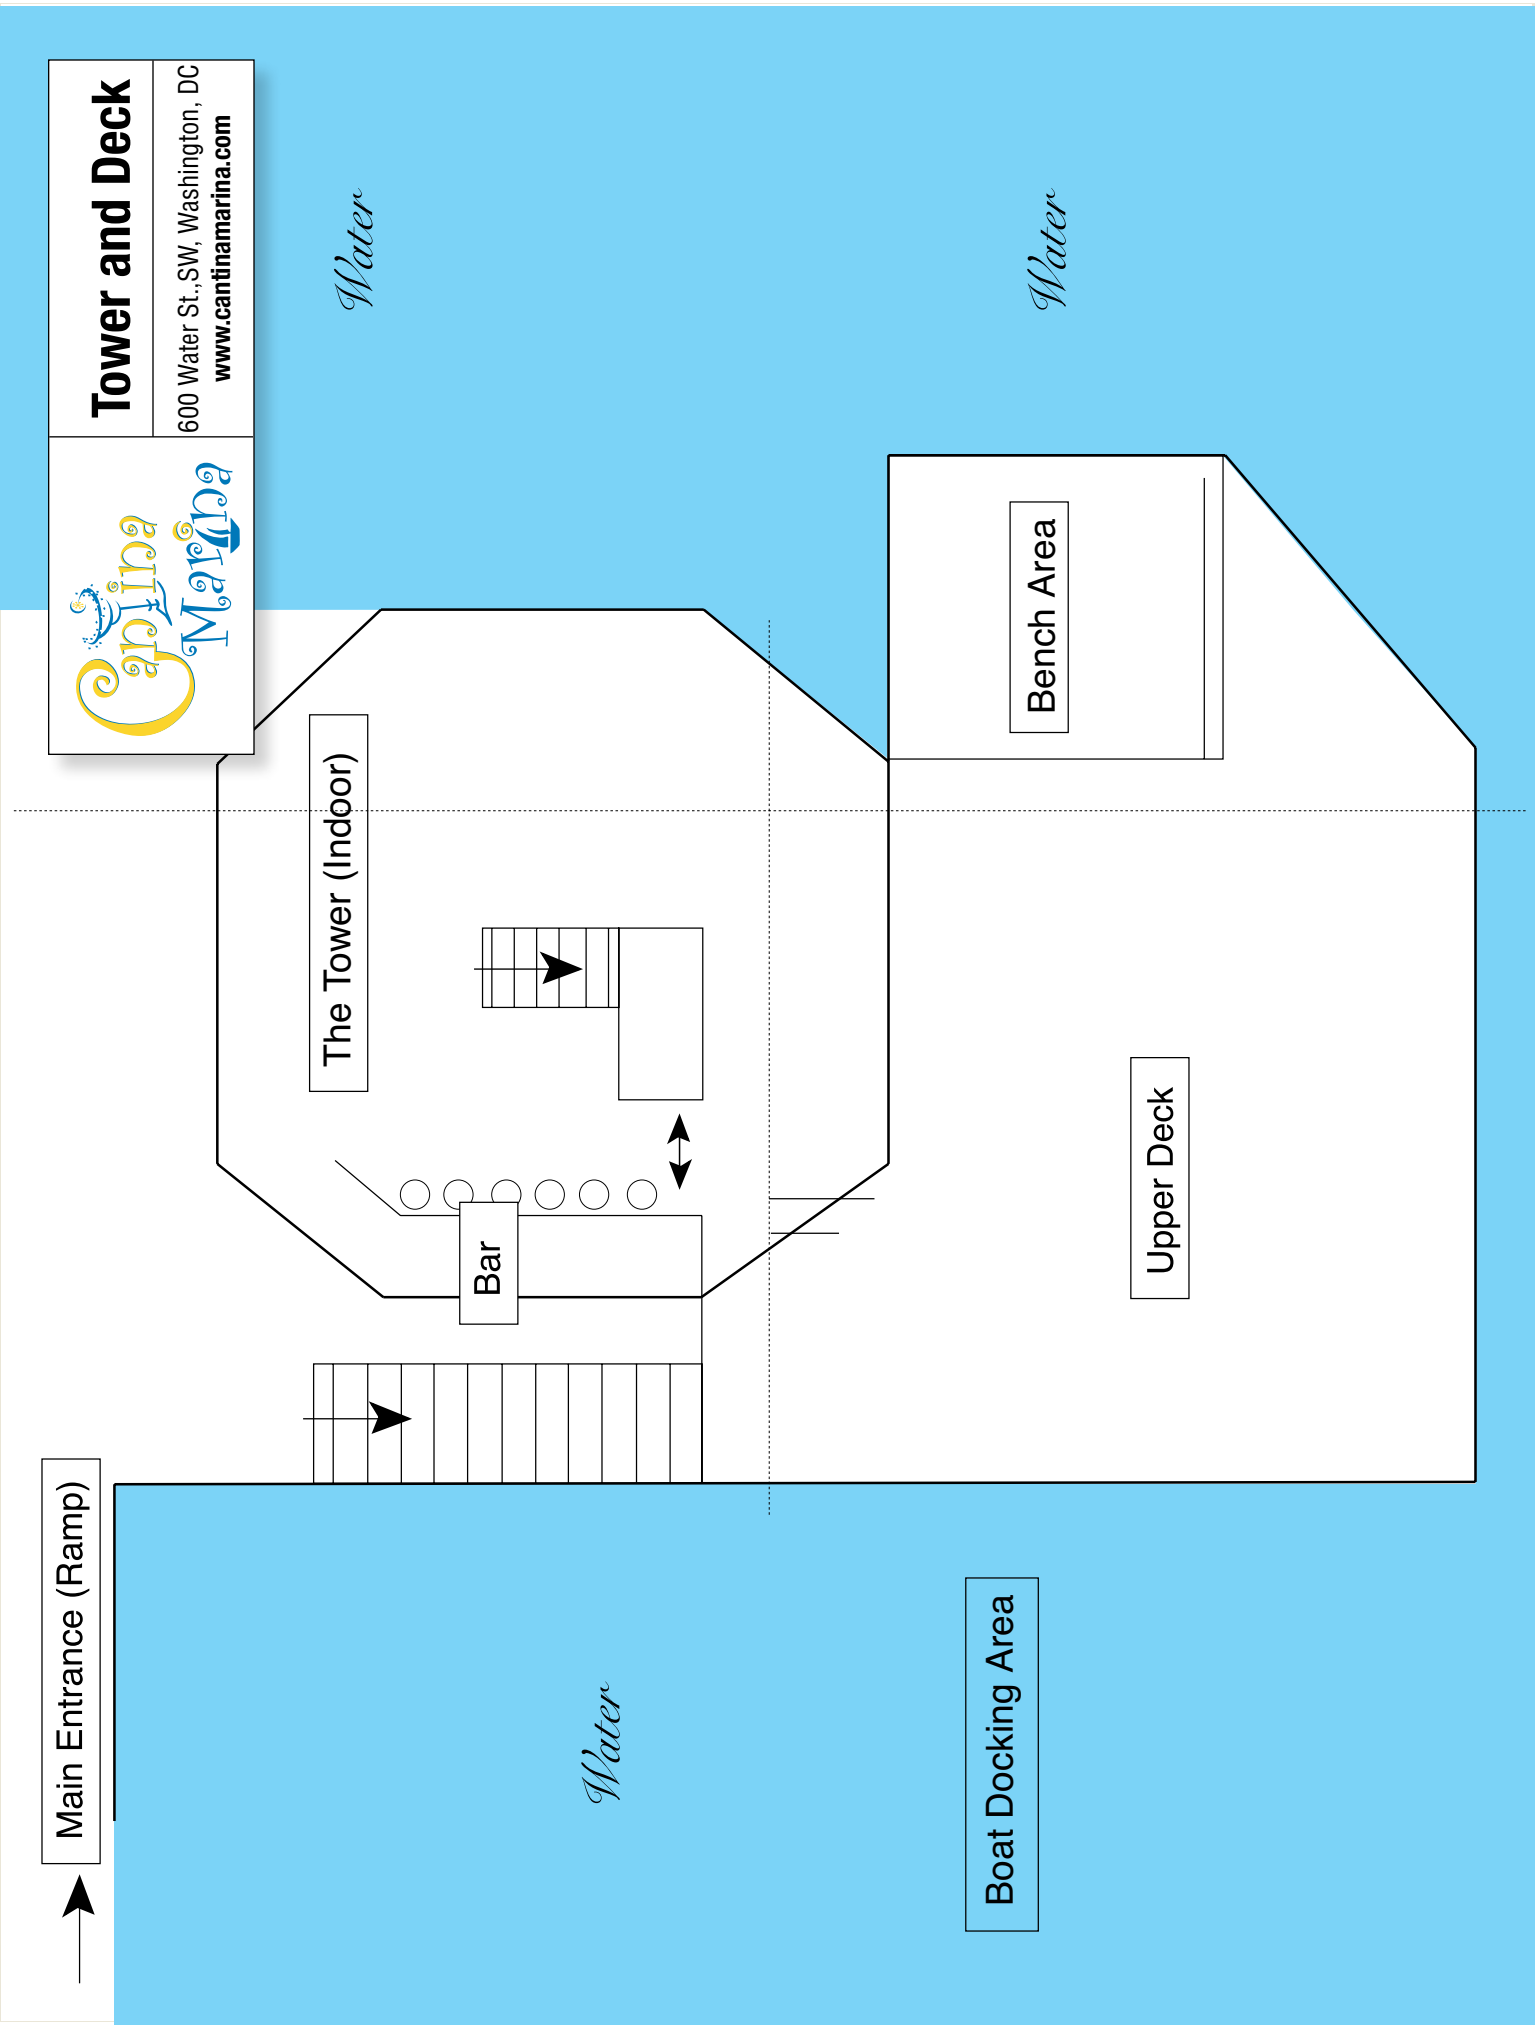 Cantina
Marina
Tower and Deck
600 Water St.,SW, Washington, DC
www.cantinamarina.com
Main Entrance (Ramp)
The Tower (Indoor)
Water
Bar
Water
Boat Docking Area
Upper Deck
Bench Area
Water